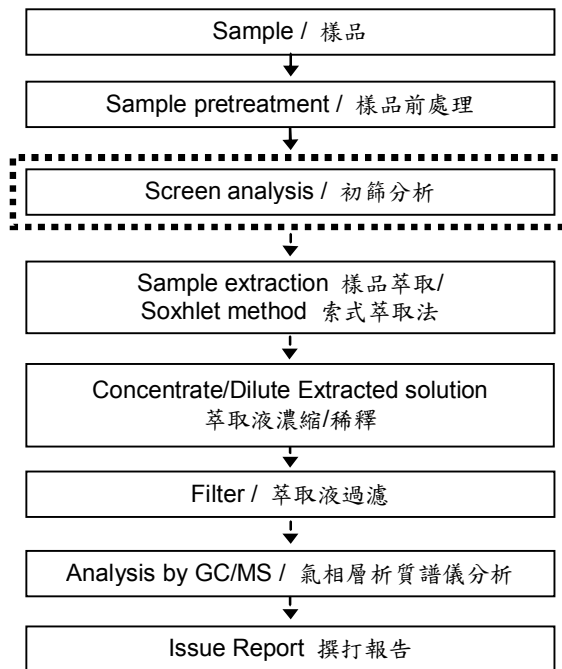 Sample / 樣品
Sample pretreatment / 樣品前處理
Screen analysis / 初篩分析
Sample extraction 樣品萃取/
Soxhlet method 索式萃取法
Concentrate/Dilute Extracted solution
萃取液濃縮/稀釋
Filter / 萃取液過濾
Analysis by GC/MS / 氣相層析質譜儀分析
Issue Report 撰打報告